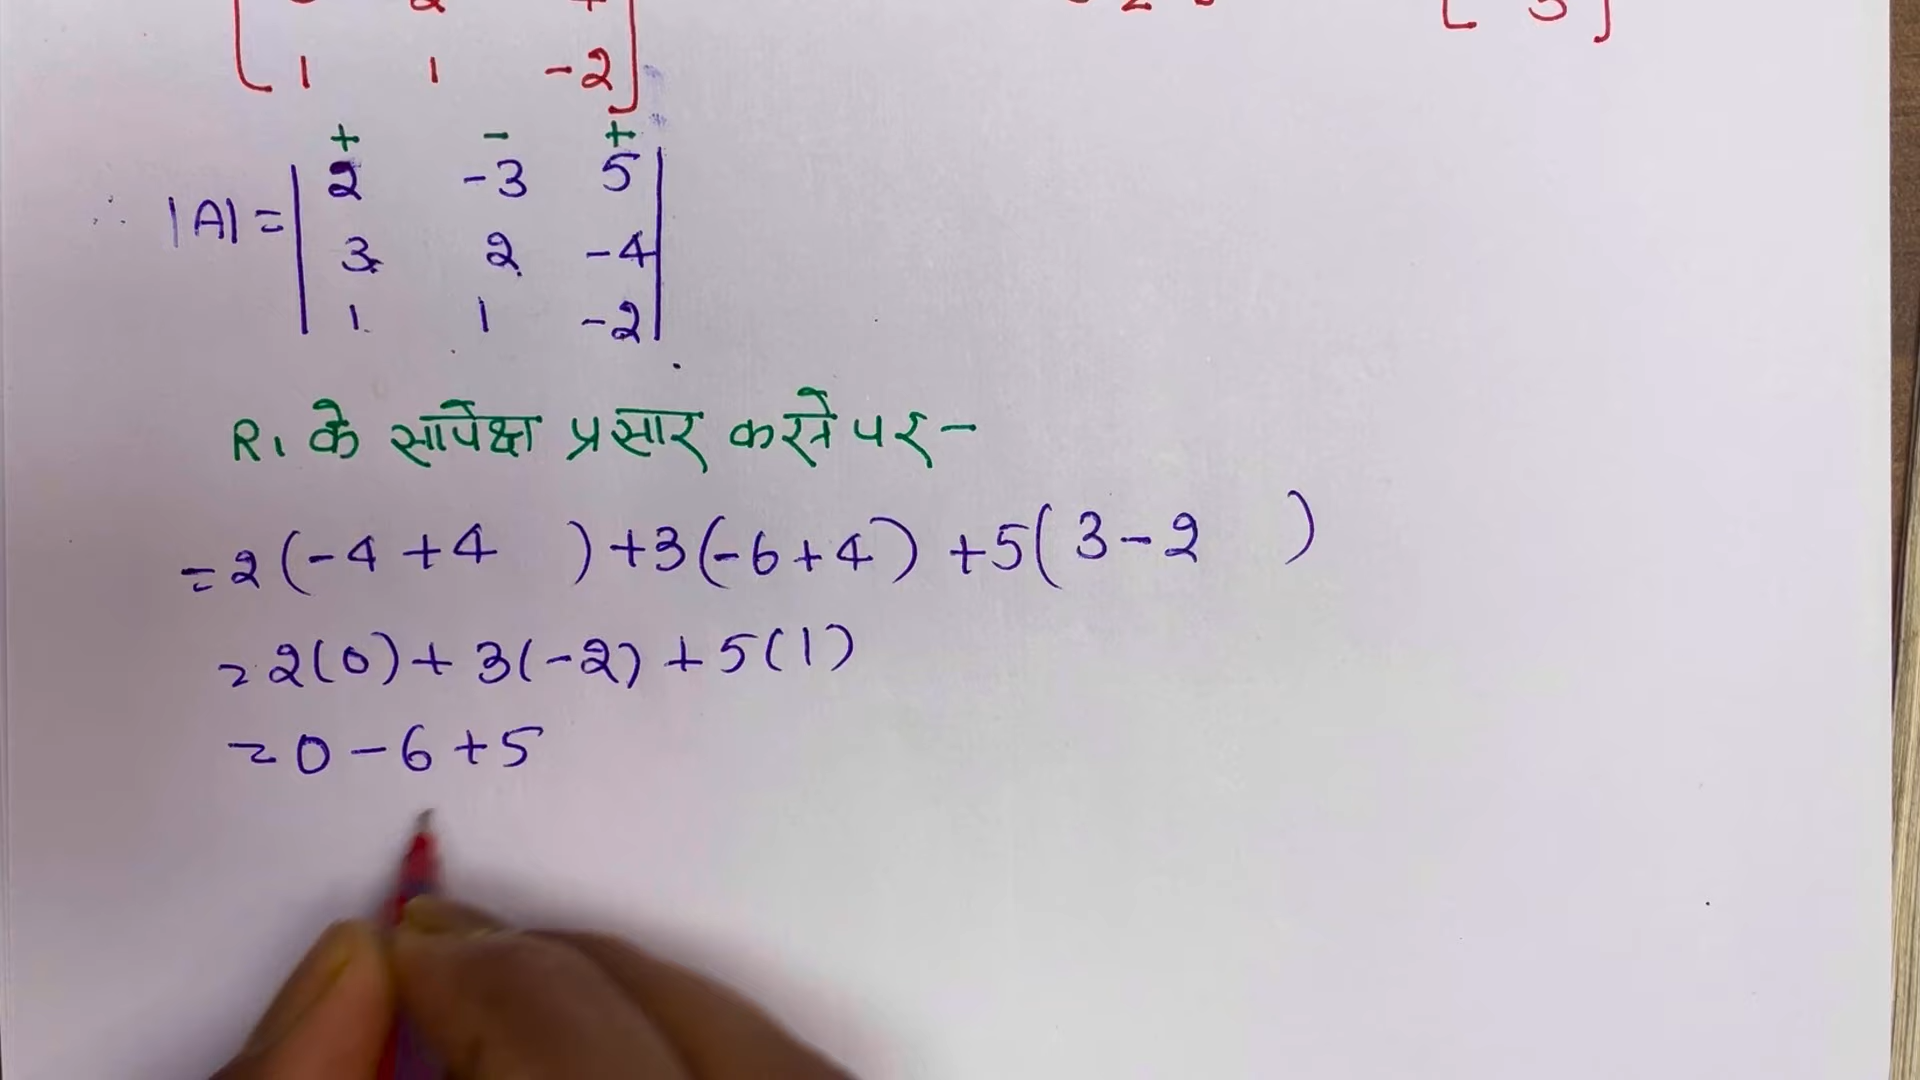 1 1 -2
+ - +
2 -3 5
∴ |A| =
3 2 -4
1 1 -2
R₁ के सापेक्ष प्रसार करने पर -
= 2 ( -4 + 4 ) + 3 ( -6 + 4 ) + 5 ( 3 - 2 )
= 2 ( 0 ) + 3 ( -2 ) + 5 ( 1 )
= 0 - 6 + 5